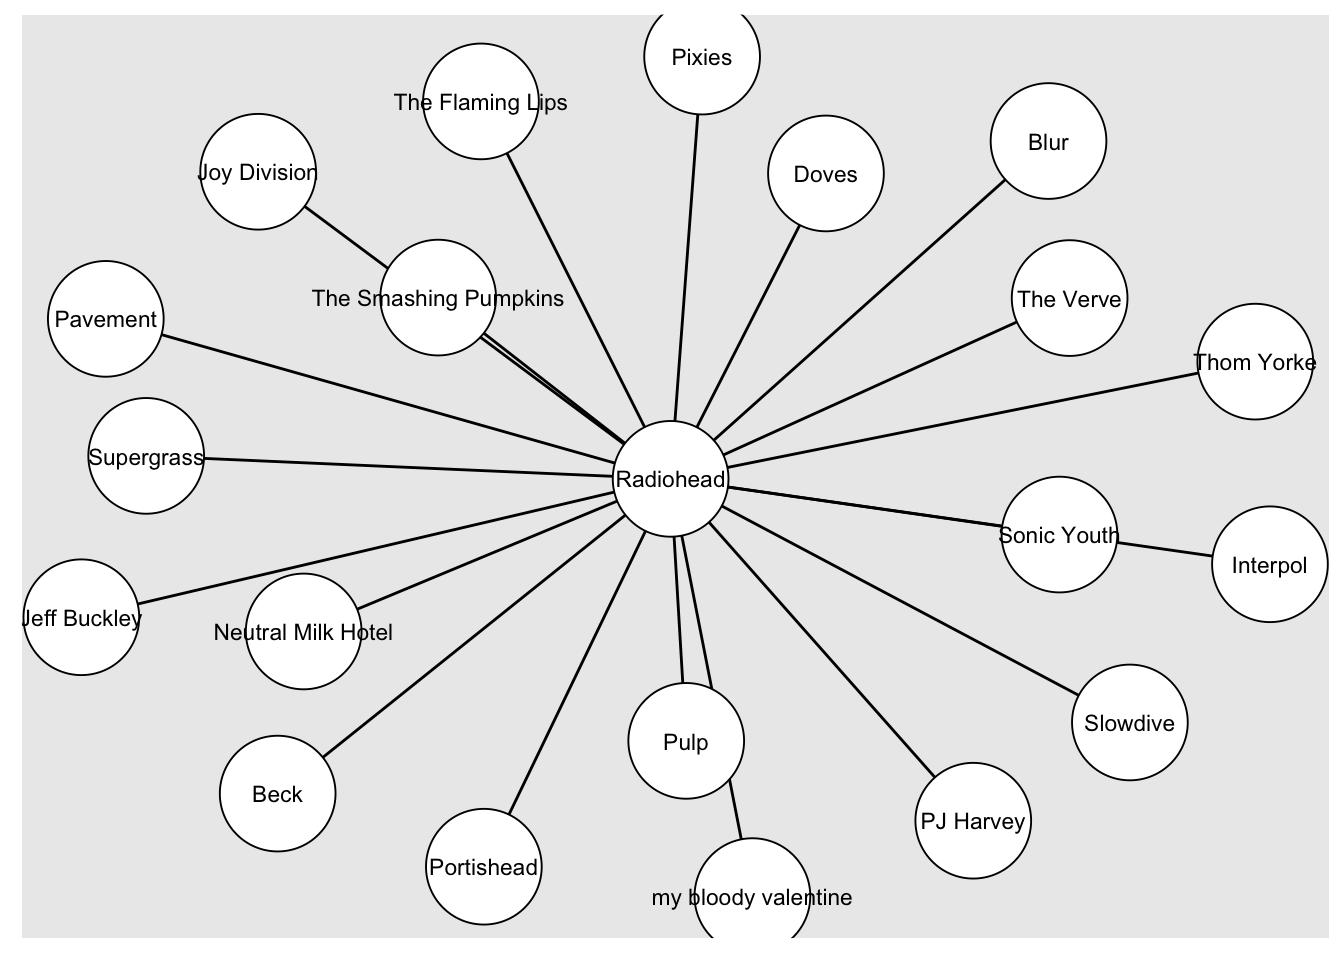 Pixies
The Flaming Lips
Blur
Joy Division
Doves
The Smashing Pumpkins
The Verve
Pavement
Thom Yorke
Supergrass
Radiohead
Sonic Youth
Interpol
Jeff Buckley
Neutral Milk Hotel
Slowdive
Pulp
Beck
PJ Harvey
Portishead
my bloody valentine